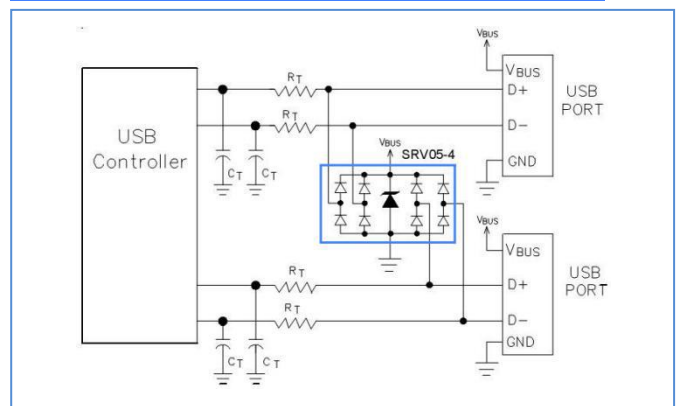 VBUS
RT
VBUS
D+
USB
PORT
RT
D−
USB
Controller
VBUS
SRV05-4
GND
CT
CT
VBUS
RT
VBUS
D+
USB
PORT
RT
D−
GND
CT
CT